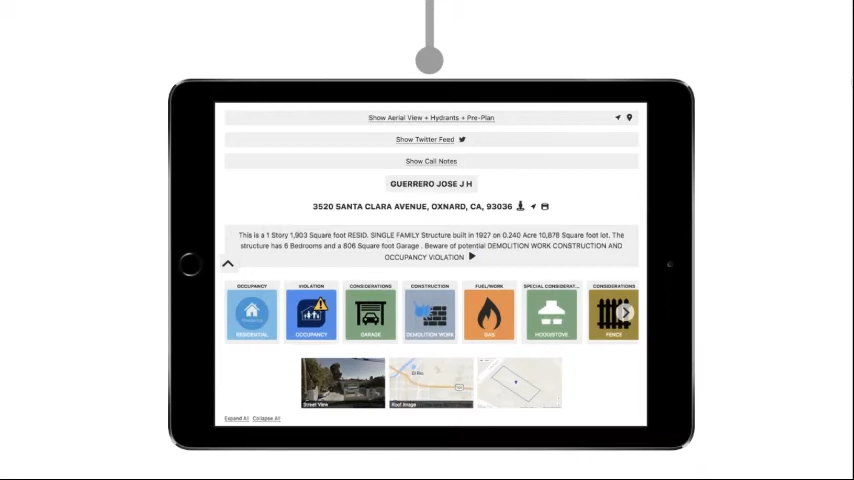 Show Aerial View + Hydrants + Pre-Plan
Show Twitter Feed
Show Call Notes
GUERRERO JOSE J H
3520 SANTA CLARA AVENUE, OXNARD, CA, 93036
This is a 1 Story 1,903 Square foot RESID. SINGLE FAMILY Structure built in 1927 on 0.240 Acre 10,878 Square foot lot. The
structure has 6 Bedrooms and a 806 Square foot Garage . Beware of potential DEMOLITION WORK CONSTRUCTION AND
OCCUPANCY VIOLATION
OCCUPANCY VIOLATION CONSIDERATIONS CONSTRUCTION FUEL/WORK SPECIAL CONSIDERAT... CONSIDERATIONS
RESIDENTIAL OCCUPANCY GARAGE DEMOLITION WORK GAS HOODSTOVE FENCE
El Rio
Street View Roof Image
Expand All Collapse All